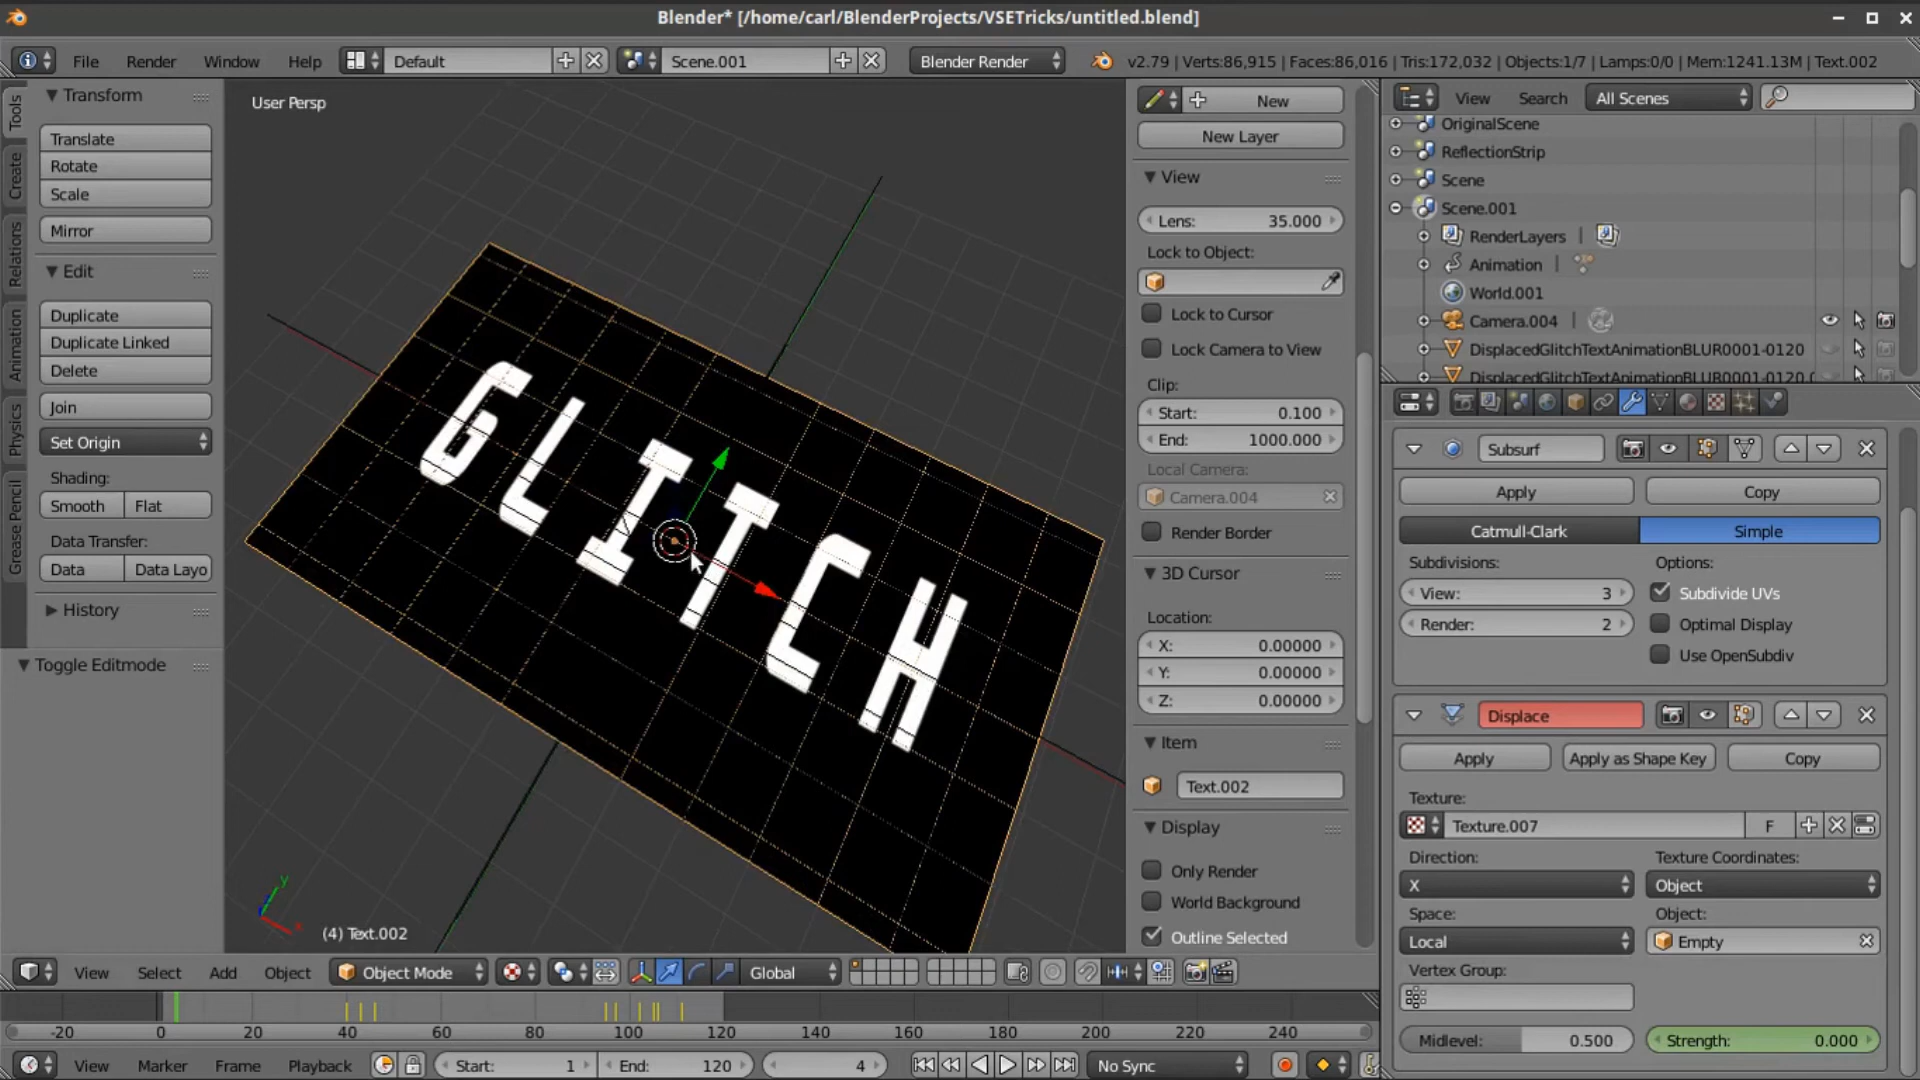 Blender* [/home/carl/BlenderProjects/VSETricks/untitled.blend]
File Render Window Help Default Scene.001 Blender Render v2.79 | Verts:86,915 | Faces:86,016 | Tris:172,032 | Objects:1/7 | Lamps:0/0 | Mem:1241.13M | Text.002
Tools
Create
Relations
Animation
Physics
Grease Pencil
Transform
Translate
Rotate
Scale
Mirror
Edit
Duplicate
Duplicate Linked
Delete
Join
Set Origin
Shading:
Smooth Flat
Data Transfer:
Data Data Layo
History
Toggle Editmode
User Persp
GLITCH
y
x
(4) Text.002
New
New Layer
View
Lens: 35.000
Lock to Object:
Lock to Cursor
Lock Camera to View
Clip:
Start: 0.100
End: 1000.000
Local Camera:
Camera.004
Render Border
3D Cursor
Location:
X: 0.00000
Y: 0.00000
Z: 0.00000
Item
Text.002
Display
Only Render
World Background
Outline Selected
View Search All Scenes
OriginalScene
ReflectionStrip
Scene
Scene.001
RenderLayers |
Animation |
World.001
Camera.004 |
DisplacedGlitchTextAnimationBLUR0001-0120
DisplacedGlitchTextAnimationBLUR0001-0120
Subsurf
Apply Copy
Catmull-Clark Simple
Subdivisions: Options:
View: 3 Subdivide UVs
Render: 2 Optimal Display
Use OpenSubdiv
Displace
Apply Apply as Shape Key Copy
Texture:
Texture.007 F
Direction: Texture Coordinates:
X Object
Space: Object:
Local Empty
Vertex Group:
Midlevel: 0.500 Strength: 0.000
View Select Add Object Object Mode Global
-20 0 20 40 60 80 100 120 140 160 180 200 220 240
View Marker Frame Playback Start: 1 End: 120 4 No Sync